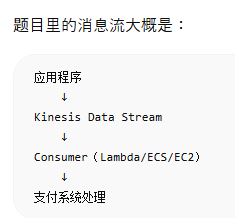 题目里的消息流大概是：
应用程序
↓
Kinesis Data Stream
↓
Consumer（Lambda/ECS/EC2）
↓
支付系统处理